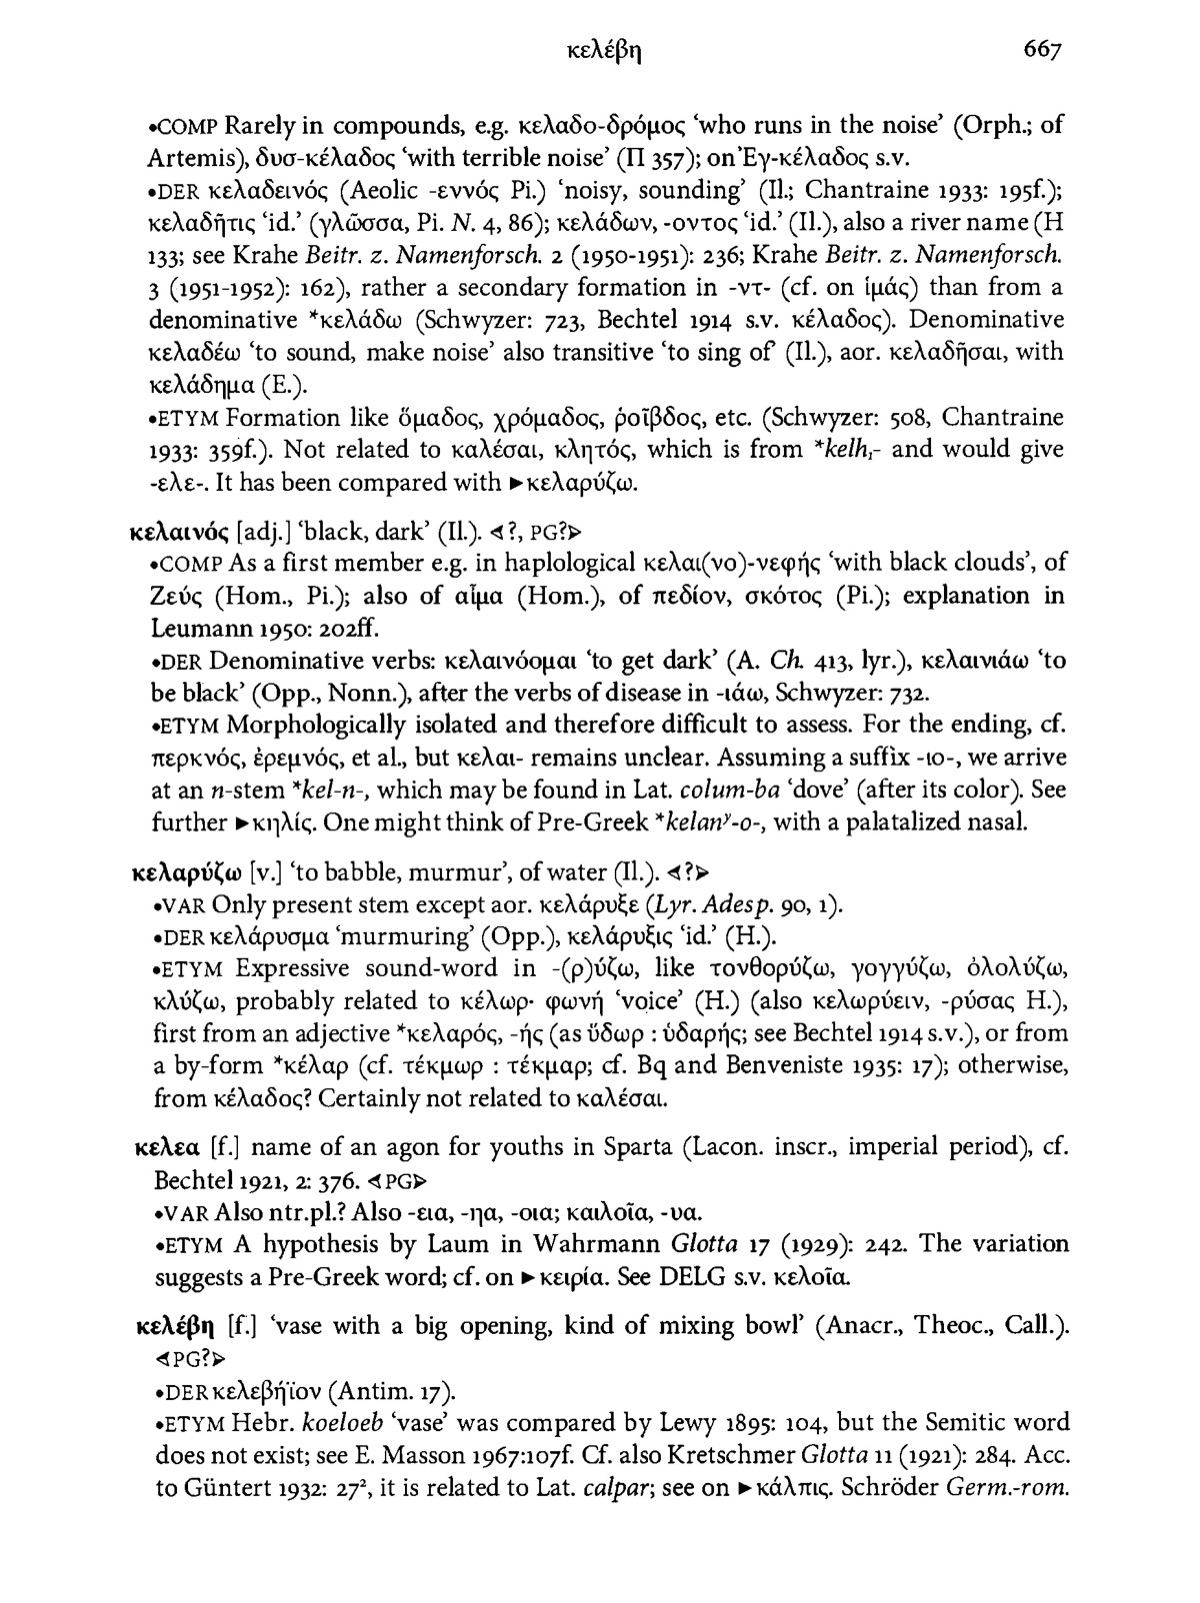 κελέβη 667
•COMP Rarely in compounds, e.g. κελαδο-δρόμος ‘who runs in the noise’ (Orph.; of
Artemis), δυσ-κέλαδος ‘with terrible noise’ (Π 357); on Ἐγ-κέλαδος s.v.
•DER κελαδεινός (Aeolic -εννός Pi.) ‘noisy, sounding’ (Il.; Chantraine 1933: 195f.);
κελαδῆτις ‘id.’ (γλῶσσα, Pi. N. 4, 86); κελάδων, -οντος ‘id.’ (Il.), also a river name (H
133; see Krahe Beitr. z. Namenforsch. 2 (1950-1951): 236; Krahe Beitr. z. Namenforsch.
3 (1951-1952): 162), rather a secondary formation in -ντ- (cf. on ἱμάς) than from a
denominative *κελάδω (Schwyzer: 723, Bechtel 1914 s.v. κέλαδος). Denominative
κελαδέω ‘to sound, make noise’ also transitive ‘to sing of’ (Il.), aor. κελαδῆσαι, with
κελάδημα (E.).
•ETYM Formation like ὅμαδος, χρόμαδος, ῥοῖβδος, etc. (Schwyzer: 508, Chantraine
1933: 359f.). Not related to καλέσαι, κλητός, which is from *kelh₁- and would give
-ελε-. It has been compared with ►κελαρύζω.
κελαινός [adj.] ‘black, dark’ (Il.). ⊲?, PG?⊳
•COMP As a first member e.g. in haplological κελαι(νο)-νεφής ‘with black clouds’, of
Ζεύς (Hom., Pi.); also of αἷμα (Hom.), of πεδίον, σκότος (Pi.); explanation in
Leumann 1950: 202ff.
•DER Denominative verbs: κελαινόομαι ‘to get dark’ (A. Ch. 413, lyr.), κελαινιάω ‘to
be black’ (Opp., Nonn.), after the verbs of disease in -ιάω, Schwyzer: 732.
•ETYM Morphologically isolated and therefore difficult to assess. For the ending, cf.
περκνός, ἐρεμνός, et al., but κελαι- remains unclear. Assuming a suffix -ιο-, we arrive
at an n-stem *kel-n-, which may be found in Lat. colum-ba ‘dove’ (after its color). See
further ►κηλίς. One might think of Pre-Greek *kelanʸ-o-, with a palatalized nasal.
κελαρύζω [v.] ‘to babble, murmur’, of water (Il.). ⊲?⊳
•VAR Only present stem except aor. κελάρυξε (Lyr. Adesp. 90, 1).
•DER κελάρυσμα ‘murmuring’ (Opp.), κελάρυξις ‘id.’ (H.).
•ETYM Expressive sound-word in -(ρ)ύζω, like τονθορύζω, γογγύζω, ὀλολύζω,
κλύζω, probably related to κέλωρ· φωνή ‘voice’ (H.) (also κελωρύειν, -ρύσας H.),
first from an adjective *κελαρός, -ής (as ὕδωρ : ὑδαρής; see Bechtel 1914 s.v.), or from
a by-form *κέλαρ (cf. τέκμωρ : τέκμαρ; cf. Bq and Benveniste 1935: 17); otherwise,
from κέλαδος? Certainly not related to καλέσαι.
κελεα [f.] name of an agon for youths in Sparta (Lacon. inscr., imperial period), cf.
Bechtel 1921, 2: 376. ⊲PG⊳
•VAR Also ntr.pl.? Also -εια, -ηα, -οια; καιλοῖα, -υα.
•ETYM A hypothesis by Laum in Wahrmann Glotta 17 (1929): 242. The variation
suggests a Pre-Greek word; cf. on ►κειρία. See DELG s.v. κελοῖα.
κελέβη [f.] ‘vase with a big opening, kind of mixing bowl’ (Anacr., Theoc., Call.).
⊲PG?⊳
•DER κελεβήϊον (Antim. 17).
•ETYM Hebr. koeloeb ‘vase’ was compared by Lewy 1895: 104, but the Semitic word
does not exist; see E. Masson 1967:107f. Cf. also Kretschmer Glotta 11 (1921): 284. Acc.
to Güntert 1932: 27², it is related to Lat. calpar; see on ►κάλπις. Schröder Germ.-rom.